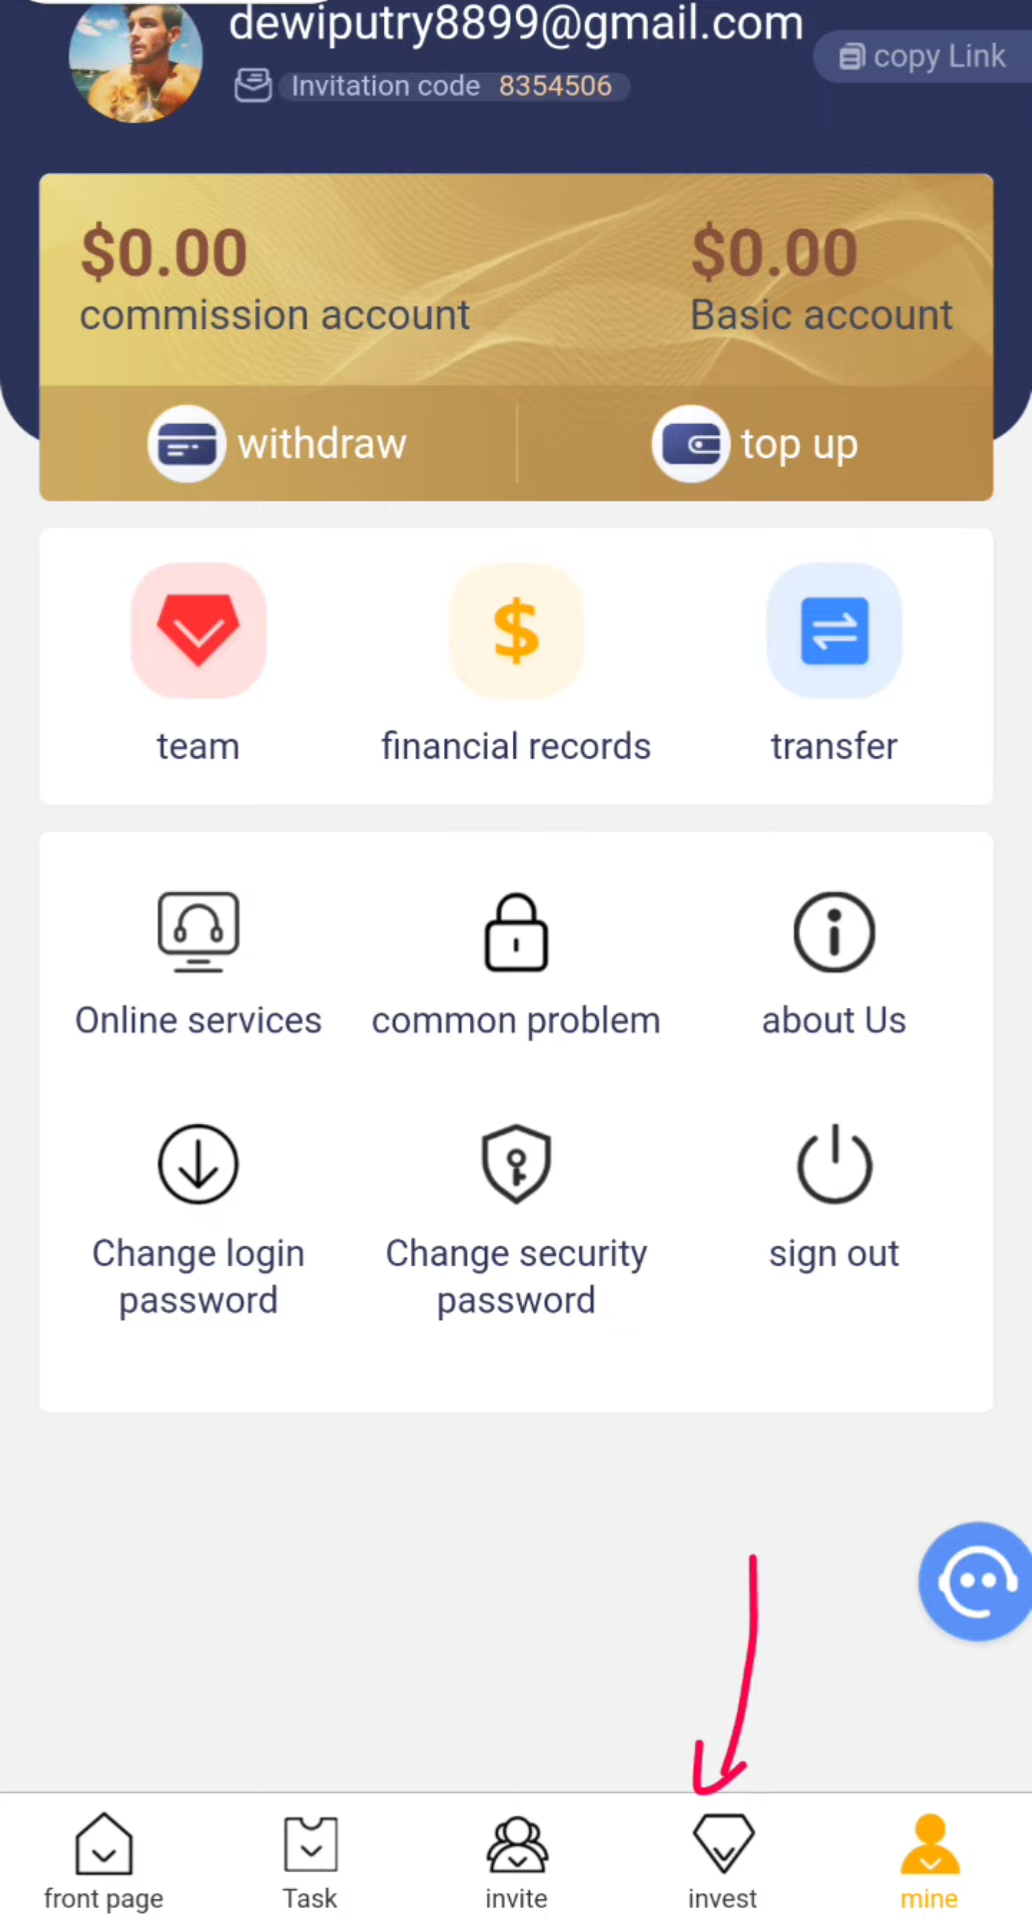 dewiputry8899@gmail.com
copy Link
Invitation code 8354506
$0.00 $0.00
commission account Basic account
withdraw top up
team financial records transfer
Online services common problem about Us
Change login password
Change security password
sign out
front page Task invite invest mine